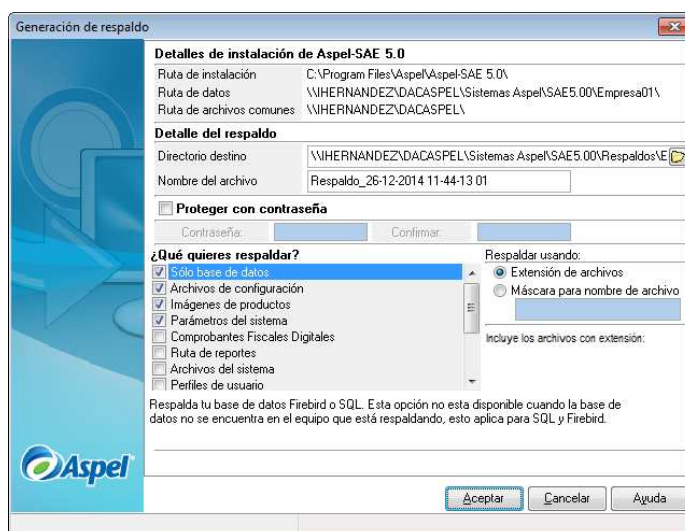 Generación de respaldo
Detalles de instalación de Aspel-SAE 5.0
Ruta de instalación C:\Program Files\Aspel\Aspel-SAE 5.0\
Ruta de datos \\IHERNANDEZ\DACASPEL\Sistemas Aspel\SAE5.00\Empresa01\
Ruta de archivos comunes \\IHERNANDEZ\DACASPEL\
Detalle del respaldo
Directorio destino \\IHERNANDEZ\DACASPEL\Sistemas Aspel\SAE5.00\Respaldos\E
Nombre del archivo Respaldo_26-12-2014 11-44-13 01
Proteger con contraseña
Contraseña: Confirmar:
¿Qué quieres respaldar? Respaldar usando:
Sólo base de datos Extensión de archivos
Archivos de configuración Máscara para nombre de archivo
Imágenes de productos
Parámetros del sistema
Comprobantes Fiscales Digitales Incluye los archivos con extensión:
Ruta de reportes
Archivos del sistema
Perfiles de usuario
Respalda tu base de datos Firebird o SQL. Esta opción no esta disponible cuando la base de
datos no se encuentra en el equipo que está respaldando, esto aplica para SQL y Firebird.
Aspel
Aceptar Cancelar Ayuda